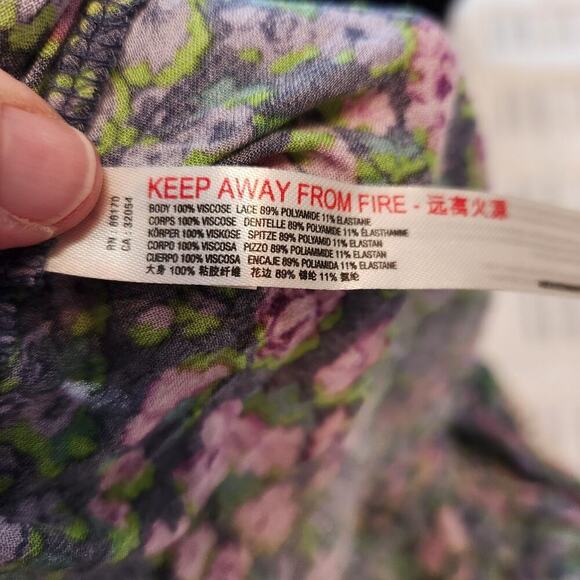 RN 89170
CA 32054
KEEP AWAY FROM FIRE - 远离火源
BODY 100% VISCOSE LACE 89% POLYAMIDE 11% ELASTANE
CORPS 100% VISCOSE DENTELLE 89% POLYAMIDE 11% ELASTHANNE
KÖRPER 100% VISKOSE SPITZE 89% POLYAMID 11% ELASTAN
CORPO 100% VISCOSA PIZZO 89% POLIAMMIDE 11% ELASTAN
CUERPO 100% VISCOSA ENCAJE 89% POLIAMIDA 11% ELASTANE
大身 100% 粘胶纤维 花边 89% 锦纶 11% 氨纶